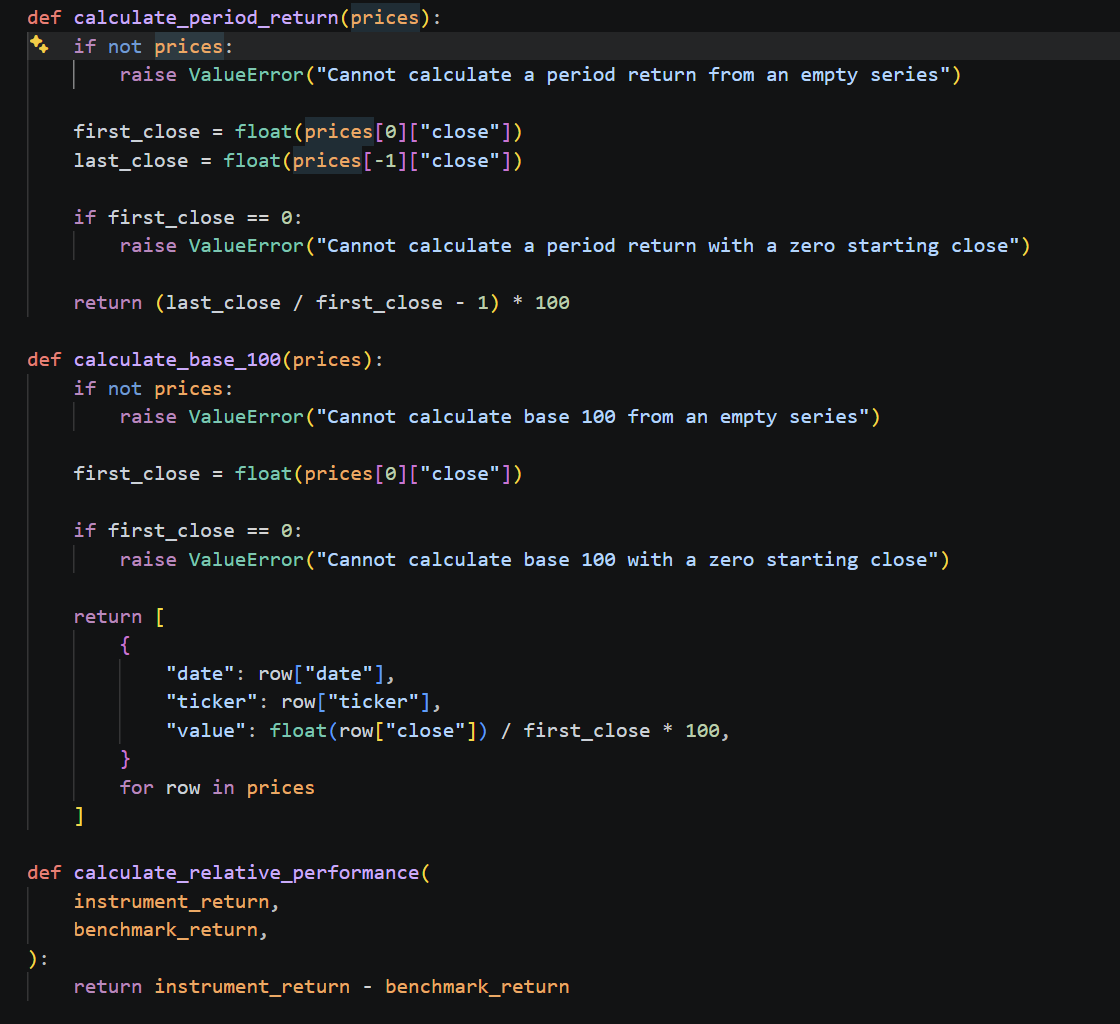 def calculate_period_return(prices):
    if not prices:
        raise ValueError("Cannot calculate a period return from an empty series")

    first_close = float(prices[0]["close"])
    last_close = float(prices[-1]["close"])

    if first_close == 0:
        raise ValueError("Cannot calculate a period return with a zero starting close")

    return (last_close / first_close - 1) * 100

def calculate_base_100(prices):
    if not prices:
        raise ValueError("Cannot calculate base 100 from an empty series")

    first_close = float(prices[0]["close"])

    if first_close == 0:
        raise ValueError("Cannot calculate base 100 with a zero starting close")

    return [
        {
            "date": row["date"],
            "ticker": row["ticker"],
            "value": float(row["close"]) / first_close * 100,
        }
        for row in prices
    ]

def calculate_relative_performance(
    instrument_return,
    benchmark_return,
):
    return instrument_return - benchmark_return